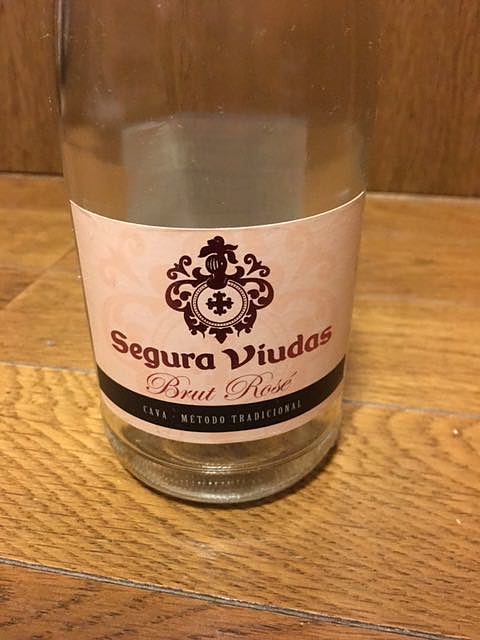 Segura Viudas
Brut Rosé
CAVA · MÉTODO TRADICIONAL